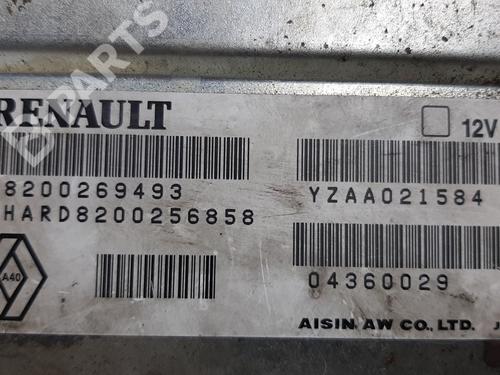 B-PARTS
RENAULT
12V
8200269493
YZAA021584
HARD8200256858
A40
04360029
AISIN AW CO., LTD. J